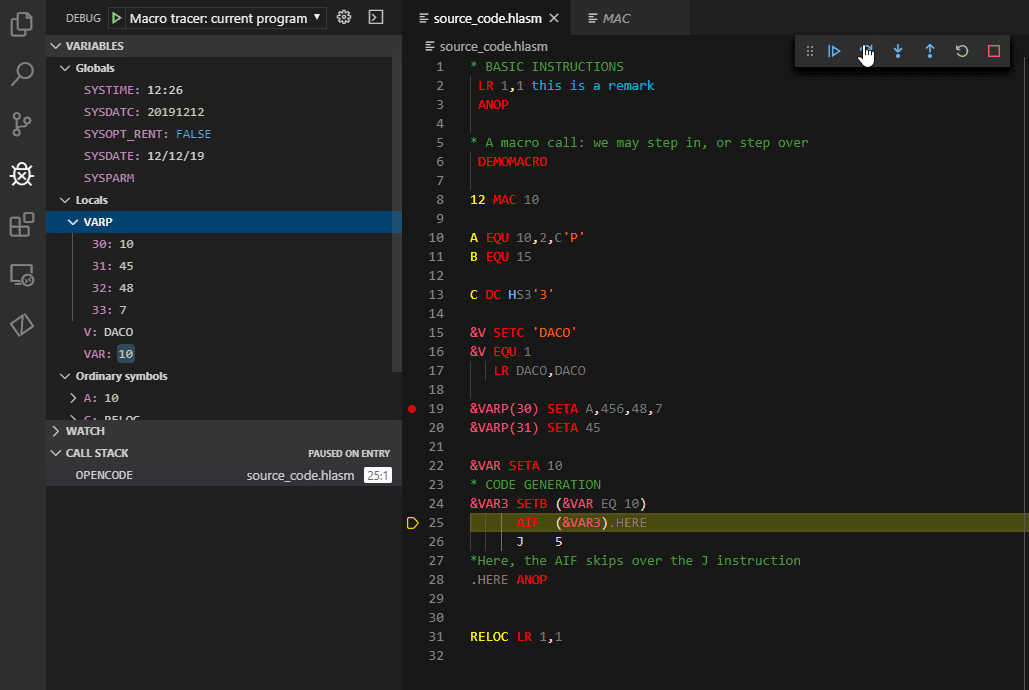 DEBUG Macro tracer: current program
VARIABLES
Globals
SYSTIME: 12:26
SYSDATC: 20191212
SYSOPT_RENT: FALSE
SYSDATE: 12/12/19
SYSPARM
Locals
VARP
30: 10
31: 45
32: 48
33: 7
V: DACO
VAR: 10
Ordinary symbols
A: 10
C: RELOC
WATCH
CALL STACK PAUSED ON ENTRY
OPENCODE source_code.hlasm 25:1
source_code.hlasm MAC
source_code.hlasm
1 * BASIC INSTRUCTIONS
2 LR 1,1 this is a remark
3 ANOP
4
5 * A macro call: we may step in, or step over
6 DEMOMACRO
7
8 12 MAC 10
9
10 A EQU 10,2,C'P'
11 B EQU 15
12
13 C DC HS3'3'
14
15 &V SETC 'DACO'
16 &V EQU 1
17 LR DACO,DACO
18
19 &VARP(30) SETA A,456,48,7
20 &VARP(31) SETA 45
21
22 &VAR SETA 10
23 * CODE GENERATION
24 &VAR3 SETB (&VAR EQ 10)
25 AIF (&VAR3).HERE
26 J 5
27 *Here, the AIF skips over the J instruction
28 .HERE ANOP
29
30
31 RELOC LR 1,1
32